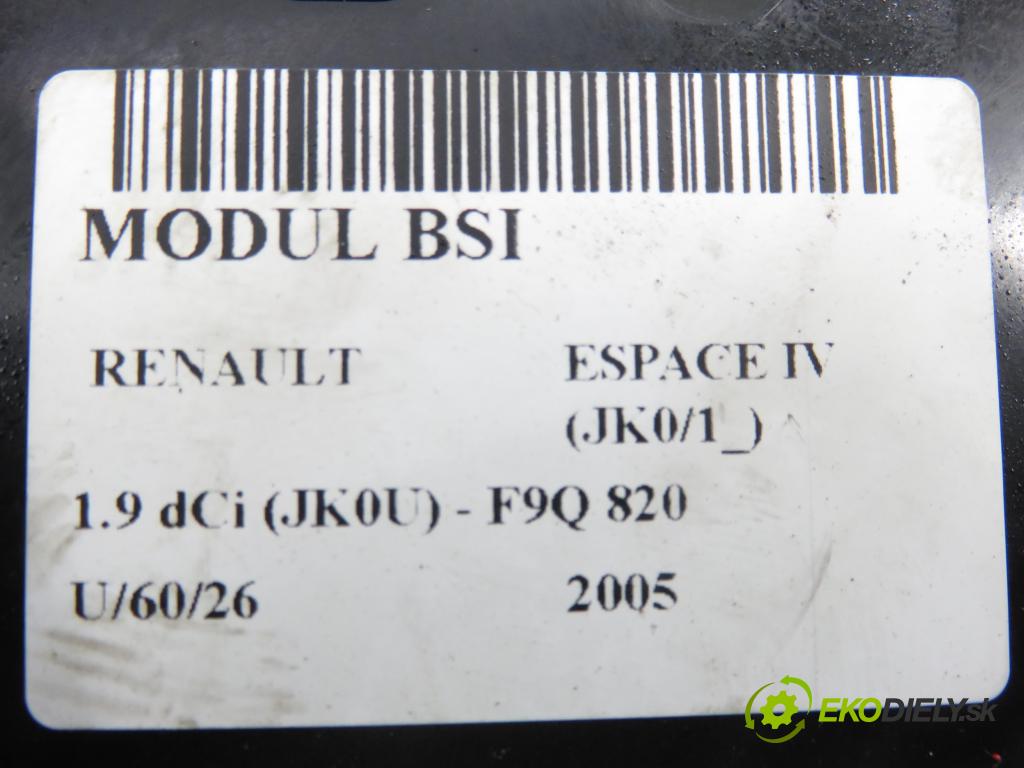 MODUL BSI
RENAULT
ESPACE IV
(JK0/1_)
1.9 dCi (JK0U) - F9Q 820
U/60/26
2005
EKODIELY.sk